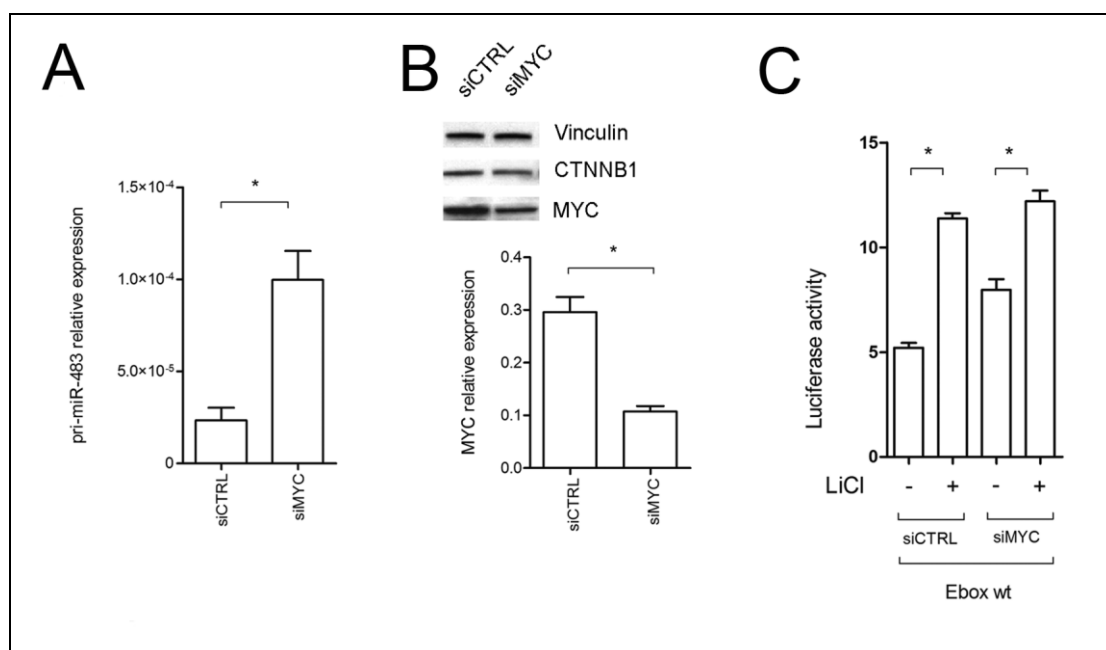 A
pri-miR-483 relative expression
1.5×10⁻⁴
1.0×10⁻⁴
5.0×10⁻⁵
0
*
siCTRL
siMYC
B
siCTRL
siMYC
Vinculin
CTNNB1
MYC
MYC relative expression
0.4
0.3
0.2
0.1
0.0
*
siCTRL
siMYC
C
Luciferase activity
15
10
5
0
* *
LiCl - + - +
siCTRL siMYC
Ebox wt